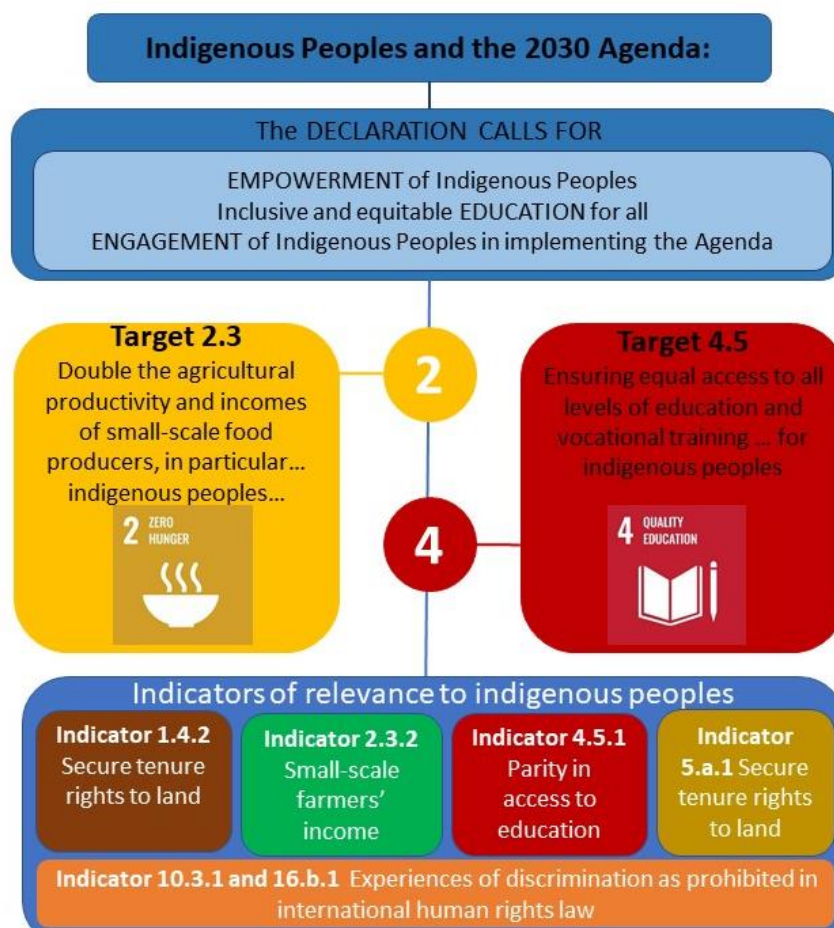 Indigenous Peoples and the 2030 Agenda:
The DECLARATION CALLS FOR
EMPOWERMENT of Indigenous Peoples
Inclusive and equitable EDUCATION for all
ENGAGEMENT of Indigenous Peoples in implementing the Agenda
Target 2.3
Double the agricultural
productivity and incomes
of small-scale food
producers, in particular…
indigenous peoples…
2 ZERO
HUNGER
2
4
Target 4.5
Ensuring equal access to all
levels of education and
vocational training … for
indigenous peoples
4 QUALITY
EDUCATION
Indicators of relevance to indigenous peoples
Indicator 1.4.2
Secure tenure
rights to land
Indicator 2.3.2
Small-scale
farmers’
income
Indicator 4.5.1
Parity in
access to
education
Indicator
5.a.1 Secure
tenure rights
to land
Indicator 10.3.1 and 16.b.1 Experiences of discrimination as prohibited in
international human rights law